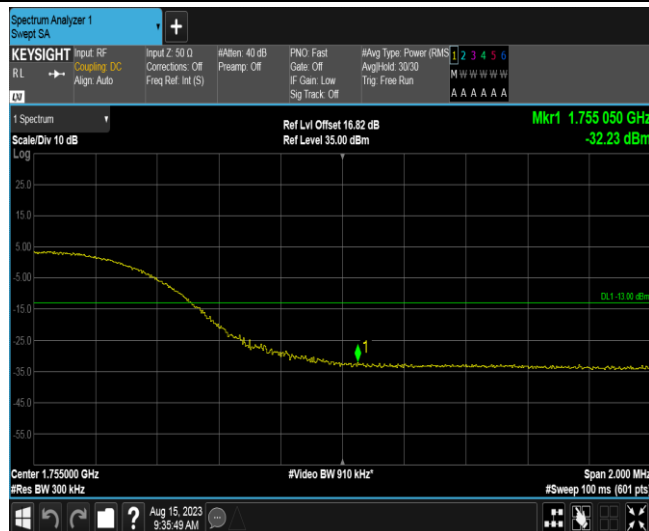 Spectrum Analyzer 1
Swept SA
KEYSIGHT
RL
LXI
Input: RF
Coupling: DC
Align: Auto
Input Z: 50 Ω
Corrections: Off
Freq Ref: Int (S)
#Atten: 40 dB
Preamp: Off
PNO: Fast
Gate: Off
IF Gain: Low
Sig Track: Off
#Avg Type: Power (RMS
Avg|Hold: 30/30
Trig: Free Run
1 2 3 4 5 6
M W W W W W
A A A A A A
1 Spectrum
Scale/Div 10 dB
Log
Ref Lvl Offset 16.82 dB
Ref Level 35.00 dBm
Mkr1 1.755 050 GHz
-32.23 dBm
25.0
15.0
5.00
-5.00
-15.0
-25.0
-35.0
-45.0
-55.0
DL1 -13.00 dBm
1
Center 1.755000 GHz
#Res BW 300 kHz
#Video BW 910 kHz*
Span 2.000 MHz
#Sweep 100 ms (601 pts)
?
Aug 15, 2023
9:35:49 AM